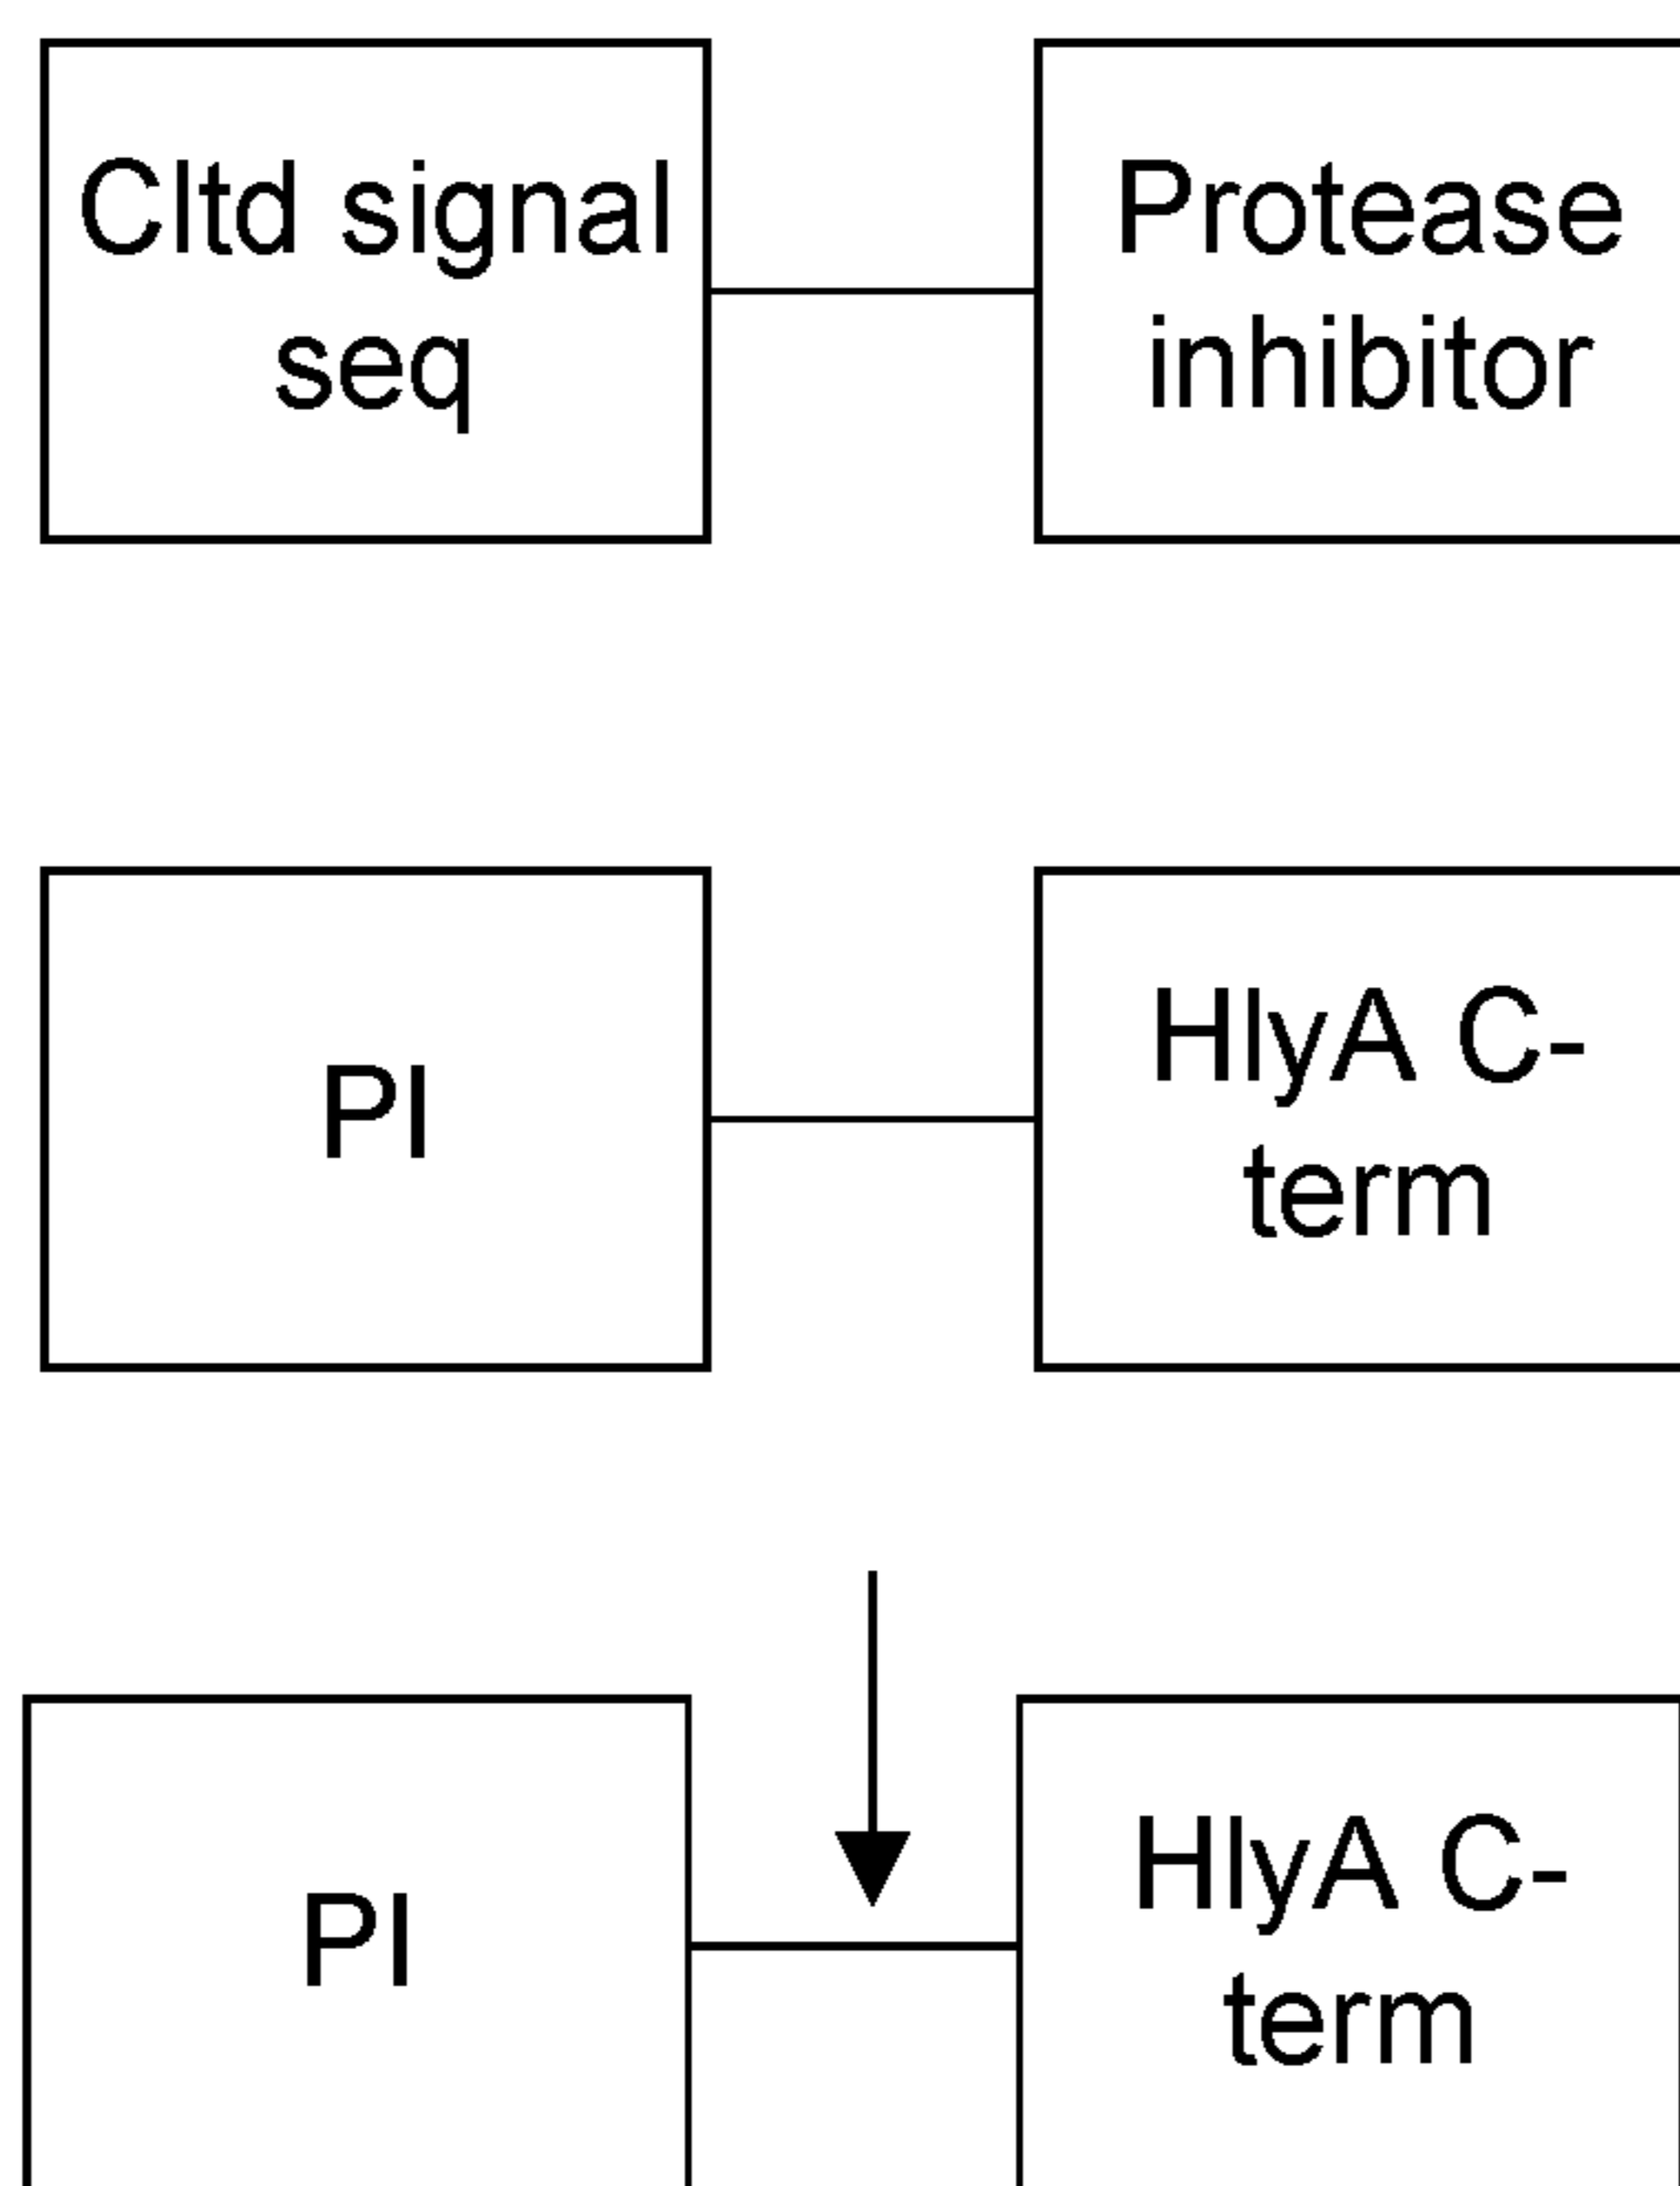 Cltd signal
seq
Protease
inhibitor
PI
HlyA C-
term
PI
HlyA C-
term